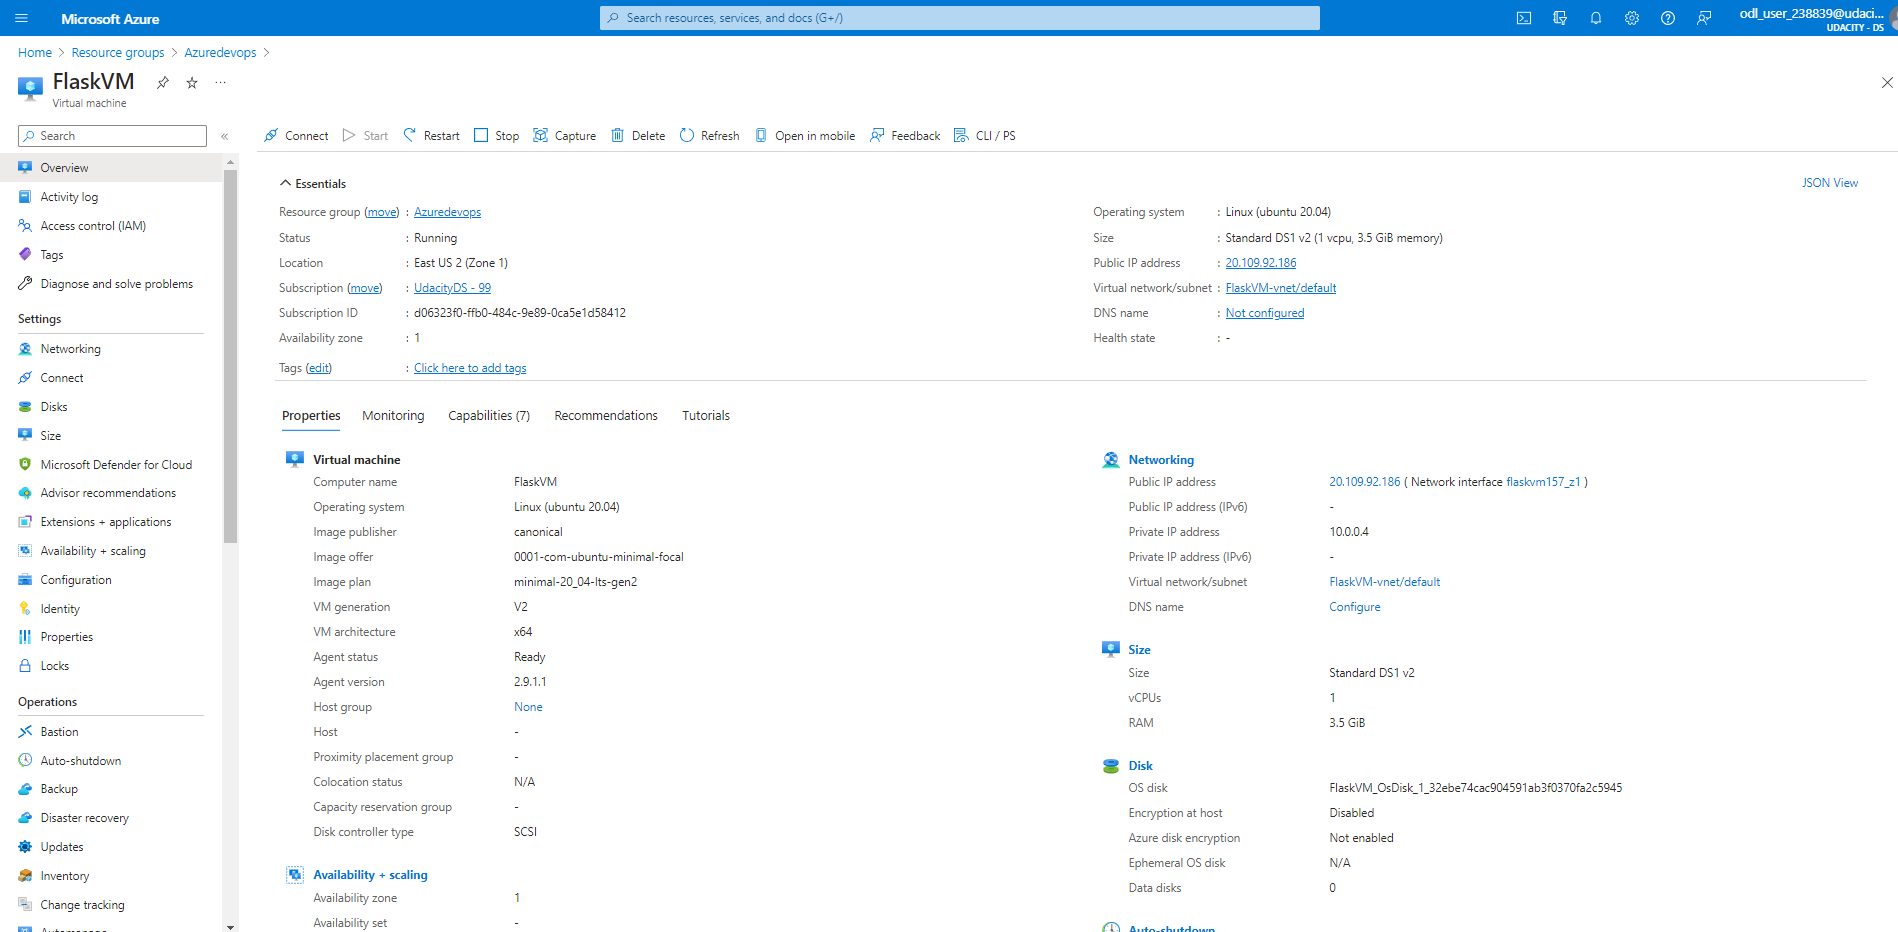 Microsoft Azure
Search resources, services, and docs (G+/)
odl_user_238839@udaci...
UDACITY - DS
Home > Resource groups > Azuredevops >
FlaskVM
Virtual machine
Search
«
Connect Start Restart Stop Capture Delete Refresh Open in mobile Feedback CLI / PS
Overview
Activity log
Access control (IAM)
Tags
Diagnose and solve problems
Settings
Networking
Connect
Disks
Size
Microsoft Defender for Cloud
Advisor recommendations
Extensions + applications
Availability + scaling
Configuration
Identity
Properties
Locks
Operations
Bastion
Auto-shutdown
Backup
Disaster recovery
Updates
Inventory
Change tracking
Automanage
Essentials
JSON View
Resource group (move) : Azuredevops
Status : Running
Location : East US 2 (Zone 1)
Subscription (move) : UdacityDS - 99
Subscription ID : d06323f0-ffb0-484c-9e89-0ca5e1d58412
Availability zone : 1
Tags (edit) : Click here to add tags
Operating system : Linux (ubuntu 20.04)
Size : Standard DS1 v2 (1 vcpu, 3.5 GiB memory)
Public IP address : 20.109.92.186
Virtual network/subnet : FlaskVM-vnet/default
DNS name : Not configured
Health state : -
Properties Monitoring Capabilities (7) Recommendations Tutorials
Virtual machine
Computer name FlaskVM
Operating system Linux (ubuntu 20.04)
Image publisher canonical
Image offer 0001-com-ubuntu-minimal-focal
Image plan minimal-20_04-lts-gen2
VM generation V2
VM architecture x64
Agent status Ready
Agent version 2.9.1.1
Host group None
Host -
Proximity placement group -
Colocation status N/A
Capacity reservation group -
Disk controller type SCSI
Availability + scaling
Availability zone 1
Availability set -
Networking
Public IP address 20.109.92.186 ( Network interface flaskvm157_z1 )
Public IP address (IPv6) -
Private IP address 10.0.0.4
Private IP address (IPv6) -
Virtual network/subnet FlaskVM-vnet/default
DNS name Configure
Size
Size Standard DS1 v2
vCPUs 1
RAM 3.5 GiB
Disk
OS disk FlaskVM_OsDisk_1_32ebe74cac904591ab3f0370fa2c5945
Encryption at host Disabled
Azure disk encryption Not enabled
Ephemeral OS disk N/A
Data disks 0
Auto-shutdown